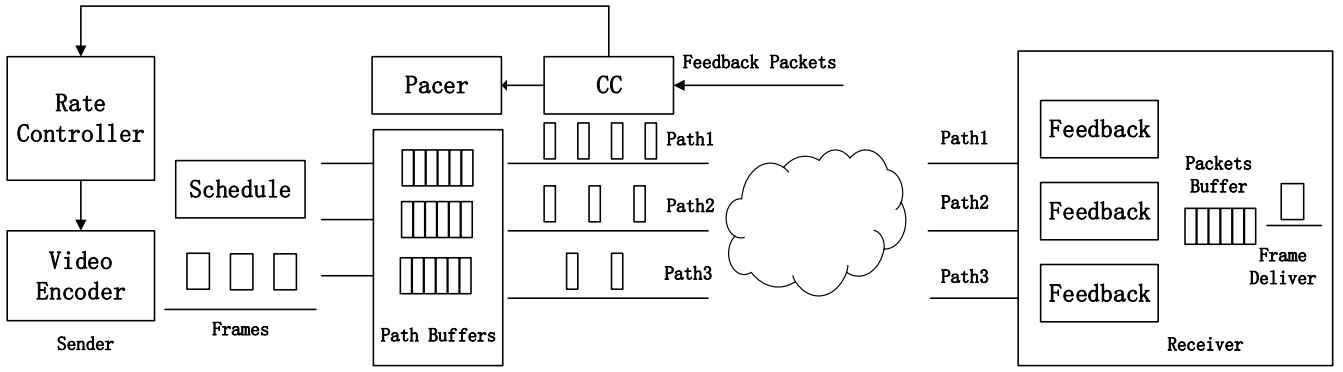 Rate
Controller
Video
Encoder
Sender
Schedule
Frames
Pacer
CC
Feedback Packets
Path Buffers
Path1
Path2
Path3
Path1
Path2
Path3
Feedback
Feedback
Feedback
Packets
Buffer
Frame
Deliver
Receiver